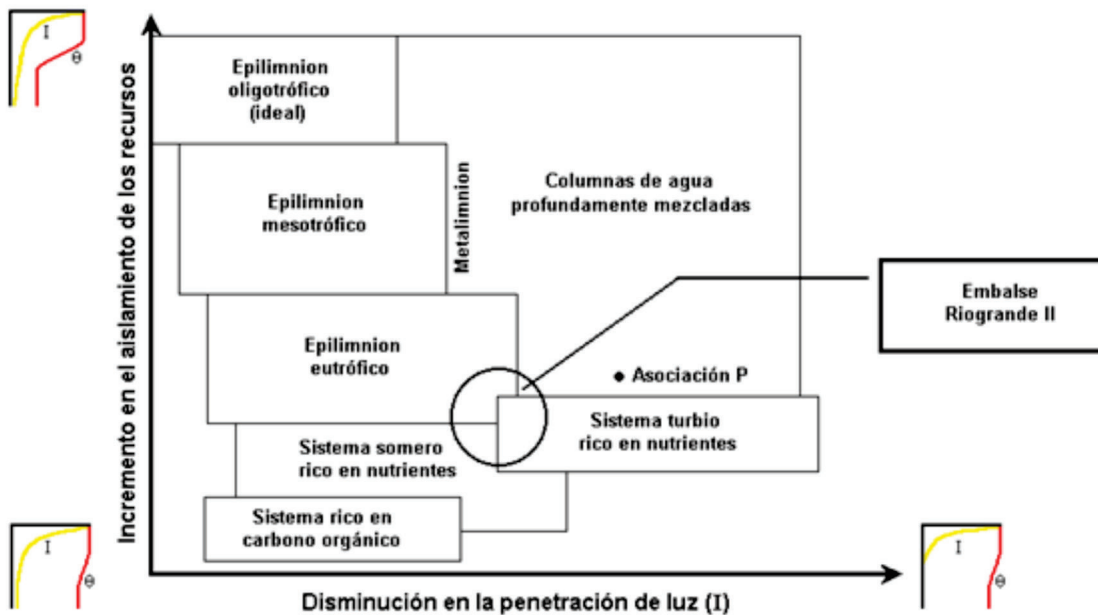 I
θ
Incremento en el aislamiento de los recursos
Epilimnion
oligotrófico
(ideal)
Epilimnion
mesotrófico
Metalimnion
Columnas de agua
profundamente mezcladas
Embalse
Riogrande II
Epilimnion
eutrófico
Asociación P
Sistema turbio
rico en nutrientes
Sistema somero
rico en nutrientes
Sistema rico en
carbono orgánico
I
θ
I
θ
Disminución en la penetración de luz (I)